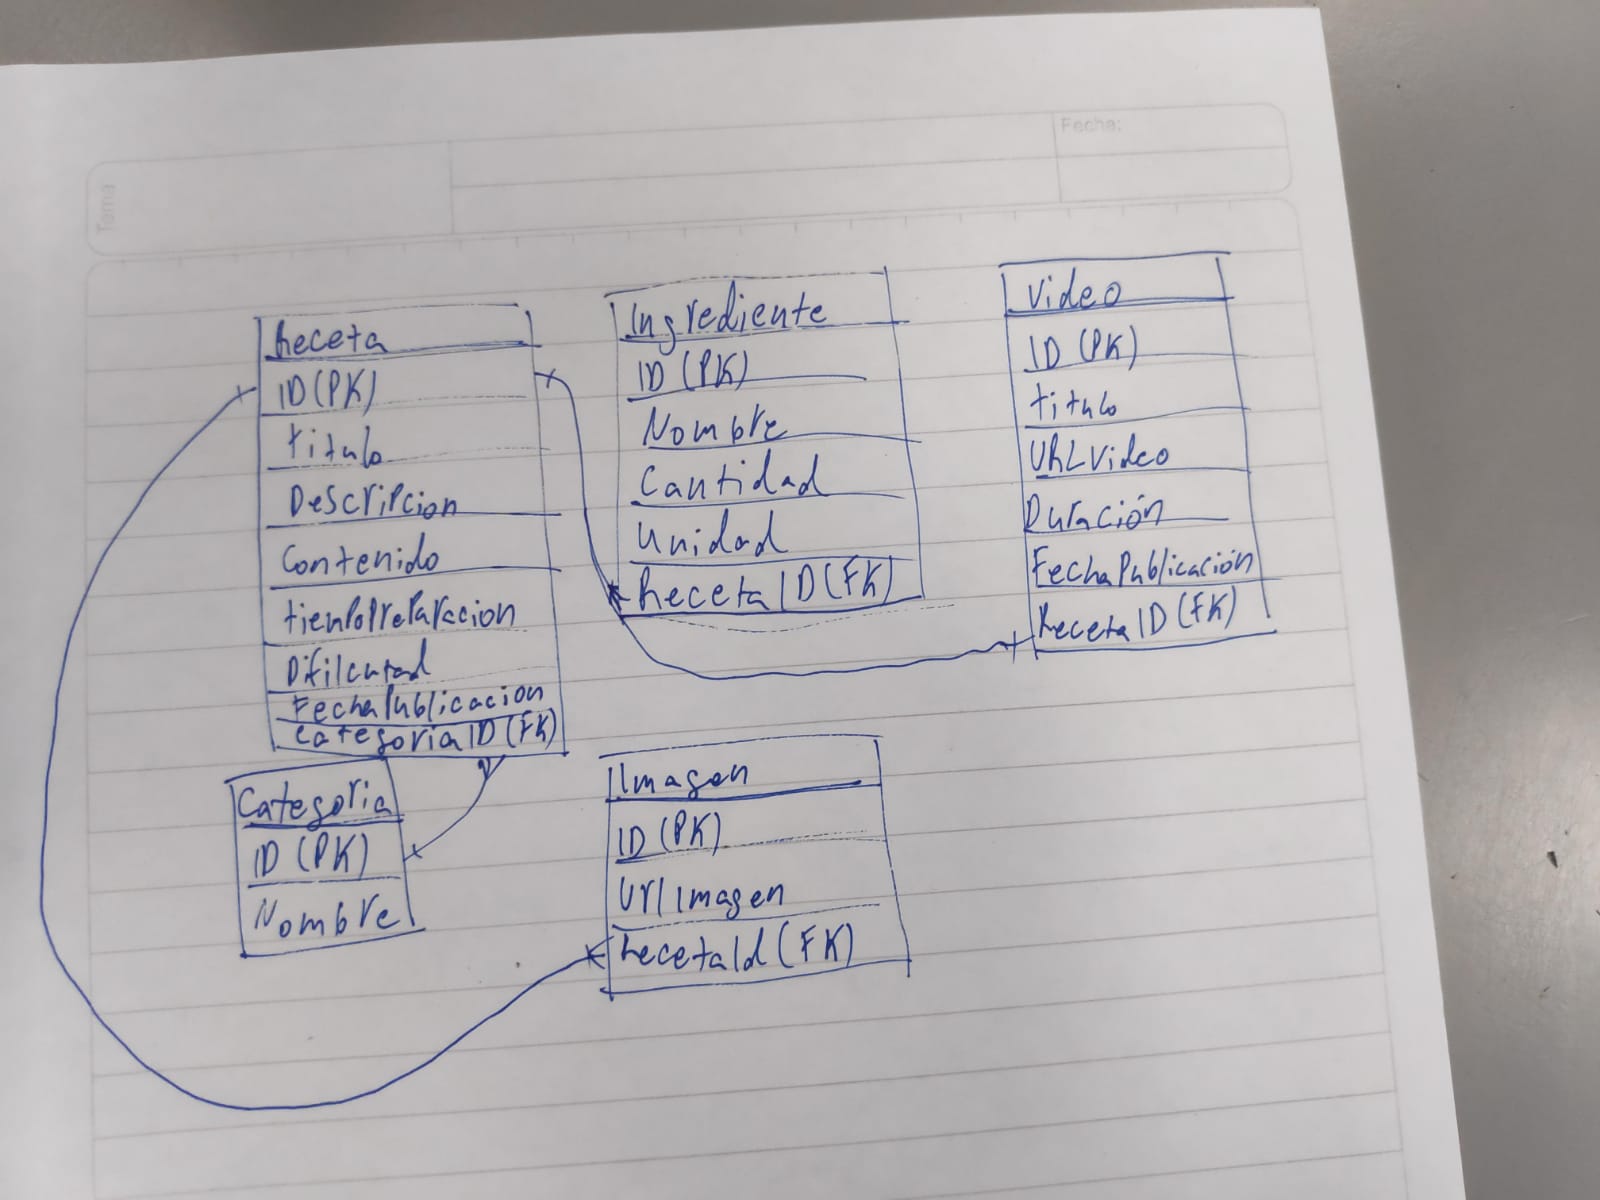 Tema
Fecha:
Receta
ID (PK)
titulo
Descripcion
Contenido
tiempopreparacion
Dificultad
FechaPublicacion
CategoriaID (FK)
Ingrediente
ID (PK)
Nombre
Cantidad
Unidad
RecetaID (FK)
Video
ID (PK)
titulo
URLVideo
Duración
FechaPublicación
RecetaID (FK)
Categoria
ID (PK)
Nombre
Imagen
ID (PK)
UrlImagen
RecetaId (FK)